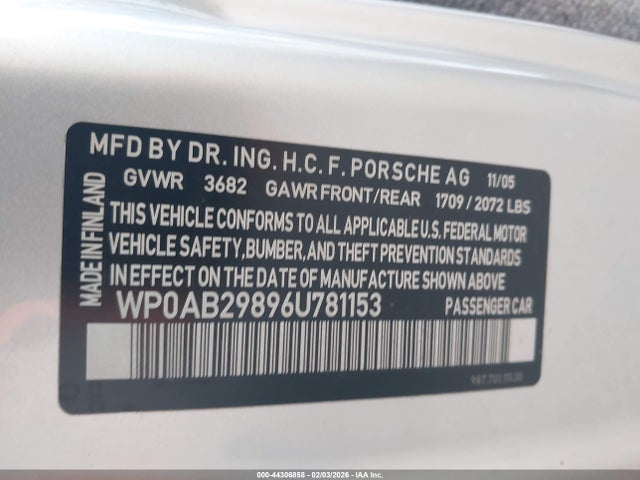 MFD BY DR. ING. H.C. F. PORSCHE AG 11/05
GVWR 3682 GAWR FRONT/REAR 1709 / 2072 LBS
THIS VEHICLE CONFORMS TO ALL APPLICABLE U.S. FEDERAL MOTOR
VEHICLE SAFETY, BUMPER, AND THEFT PREVENTION STANDARDS
IN EFFECT ON THE DATE OF MANUFACTURE SHOWN ABOVE
WP0AB29896U781153 PASSENGER CAR
MADE IN FINLAND
000-44306858 - 02/03/2026 - IAA Inc.